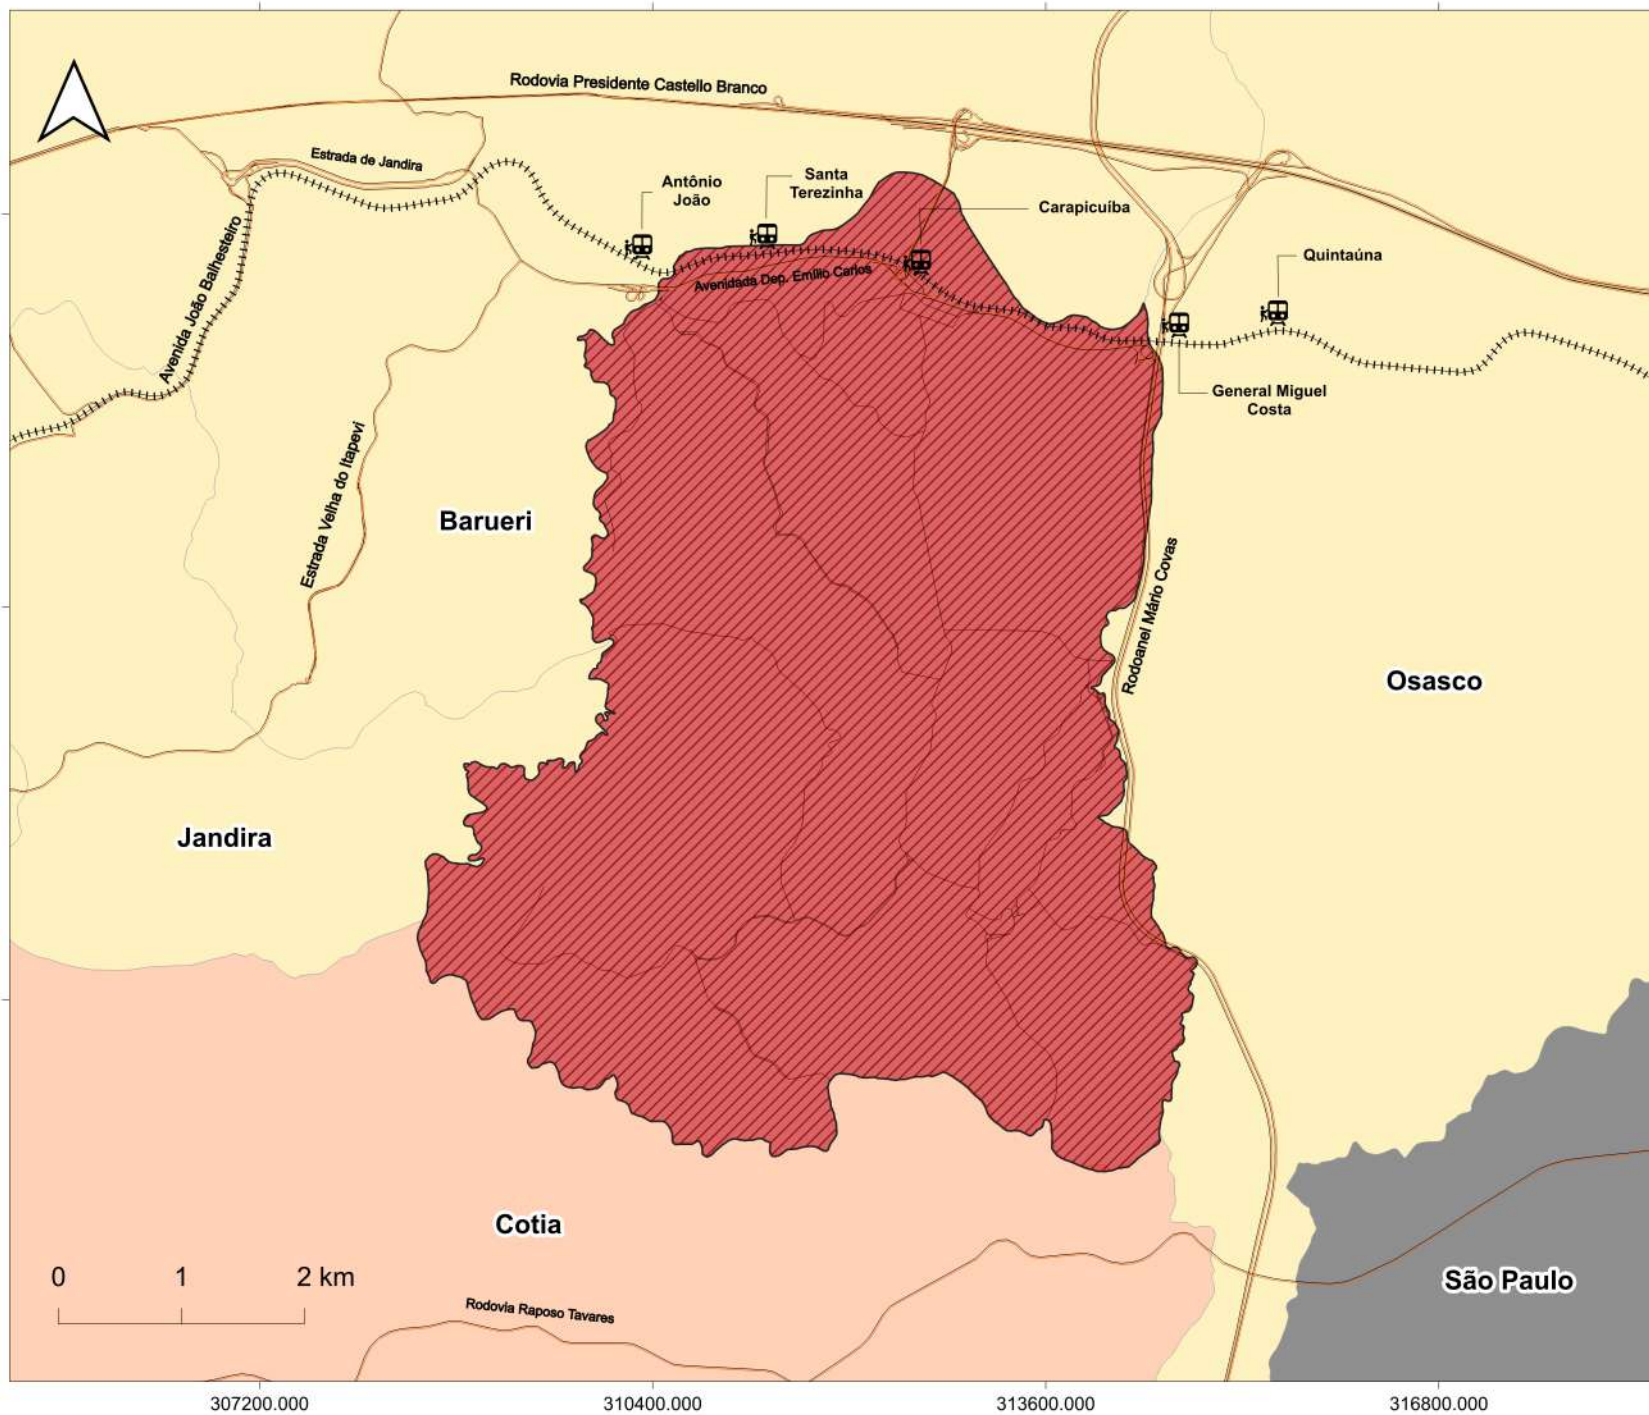 Rodovia Presidente Castello Branco
Estrada de Jandira
Antônio
João
Santa
Terezinha
Carapicuíba
Quintaúna
Avenida João Balhesteiro
Avenidada Dep. Emílio Carlos
General Miguel
Costa
Estrada Velha do Itapevi
Barueri
Rodoanel Mário Covas
Osasco
Jandira
Cotia
São Paulo
0 1 2 km
Rodovia Raposo Tavares
307200.000 310400.000 313600.000 316800.000